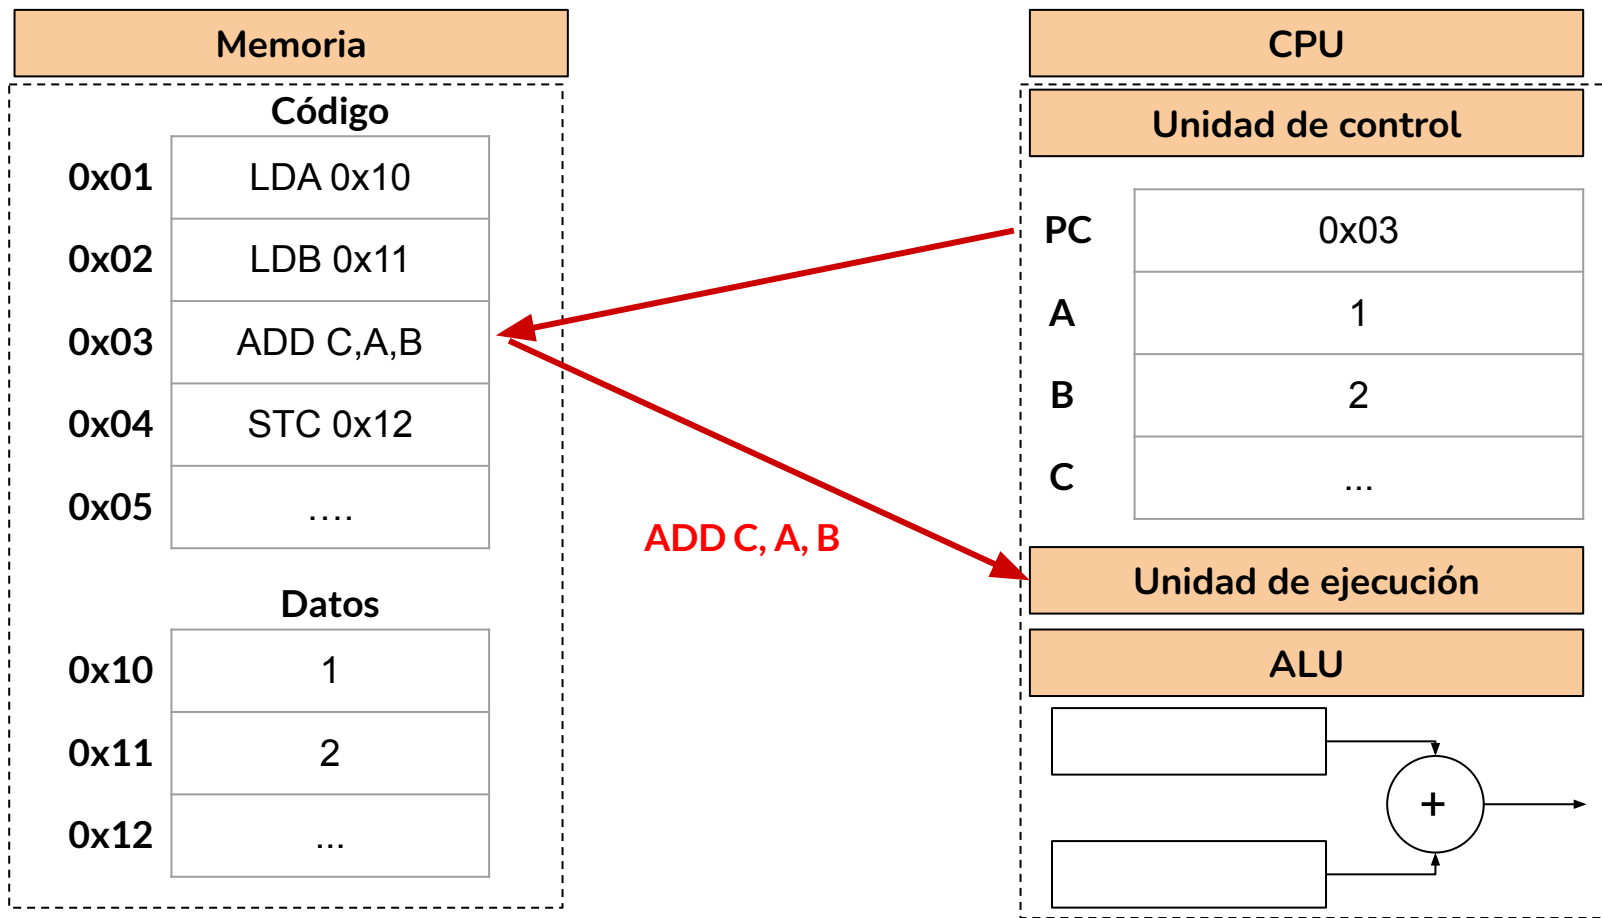 Memoria
Código
0x01 LDA 0x10
0x02 LDB 0x11
0x03 ADD C,A,B
0x04 STC 0x12
0x05 ....
Datos
0x10 1
0x11 2
0x12 ...
ADD C, A, B
CPU
Unidad de control
PC 0x03
A 1
B 2
C ...
Unidad de ejecución
ALU
+